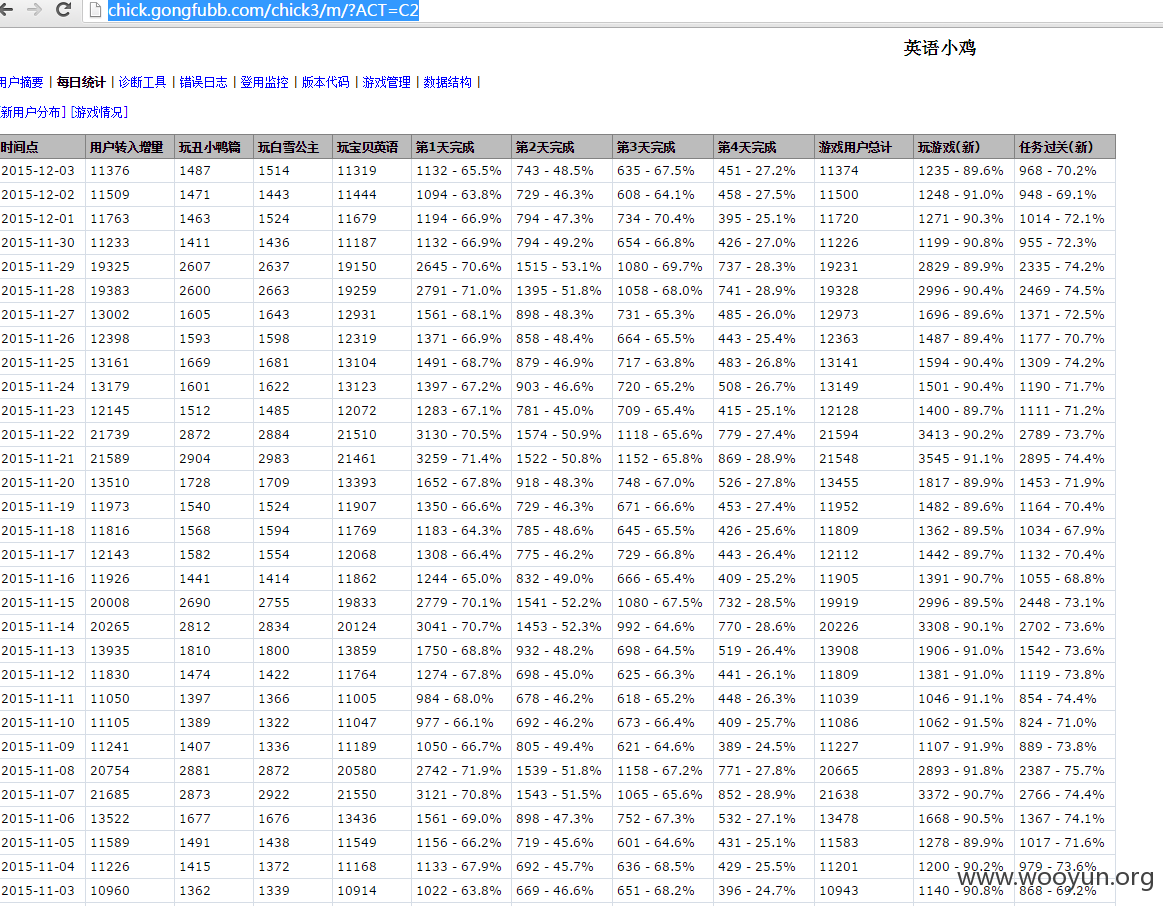 chick.gongfubb.com/chick3/m/?ACT=C2
英语小鸡
用户摘要 | 每日统计 | 诊断工具 | 错误日志 | 登用监控 | 版本代码 | 游戏管理 | 数据结构 |
[新用户分布] [游戏情况]
时间点 用户转入增量 玩丑小鸭篇 玩白雪公主 玩宝贝英语 第1天完成 第2天完成 第3天完成 第4天完成 游戏用户总计 玩游戏(新) 任务过关(新)
2015-12-03 11376 1487 1514 11319 1132 - 65.5% 743 - 48.5% 635 - 67.5% 451 - 27.2% 11374 1235 - 89.6% 968 - 70.2%
2015-12-02 11509 1471 1443 11444 1094 - 63.8% 729 - 46.3% 608 - 64.1% 458 - 27.5% 11500 1248 - 91.0% 948 - 69.1%
2015-12-01 11763 1463 1524 11679 1194 - 66.9% 794 - 47.3% 734 - 70.4% 395 - 25.1% 11720 1271 - 90.3% 1014 - 72.1%
2015-11-30 11233 1411 1436 11187 1132 - 66.9% 794 - 49.2% 654 - 66.8% 426 - 27.0% 11226 1199 - 90.8% 955 - 72.3%
2015-11-29 19325 2607 2637 19150 2645 - 70.6% 1515 - 53.1% 1080 - 69.7% 737 - 28.3% 19231 2829 - 89.9% 2335 - 74.2%
2015-11-28 19383 2600 2663 19259 2791 - 71.0% 1395 - 51.8% 1058 - 68.0% 741 - 28.9% 19328 2996 - 90.4% 2469 - 74.5%
2015-11-27 13002 1605 1643 12931 1561 - 68.1% 898 - 48.3% 731 - 65.3% 485 - 26.0% 12973 1696 - 89.6% 1371 - 72.5%
2015-11-26 12398 1593 1598 12319 1371 - 66.9% 858 - 48.4% 664 - 65.5% 443 - 25.4% 12363 1487 - 89.4% 1177 - 70.7%
2015-11-25 13161 1669 1681 13104 1491 - 68.7% 879 - 46.9% 717 - 63.8% 483 - 26.8% 13141 1594 - 90.4% 1309 - 74.2%
2015-11-24 13179 1601 1622 13123 1397 - 67.2% 903 - 46.6% 720 - 65.2% 508 - 26.7% 13149 1501 - 90.4% 1190 - 71.7%
2015-11-23 12145 1512 1485 12072 1283 - 67.1% 781 - 45.0% 709 - 65.4% 415 - 25.1% 12128 1400 - 89.7% 1111 - 71.2%
2015-11-22 21739 2872 2884 21510 3130 - 70.5% 1574 - 50.9% 1118 - 65.6% 779 - 27.4% 21594 3413 - 90.2% 2789 - 73.7%
2015-11-21 21589 2904 2983 21461 3259 - 71.4% 1522 - 50.8% 1152 - 65.8% 869 - 28.9% 21548 3545 - 91.1% 2895 - 74.4%
2015-11-20 13510 1728 1709 13393 1652 - 67.8% 918 - 48.3% 748 - 67.0% 526 - 27.8% 13455 1817 - 89.9% 1453 - 71.9%
2015-11-19 11973 1540 1524 11907 1350 - 66.6% 729 - 46.3% 671 - 66.6% 453 - 27.4% 11952 1482 - 89.6% 1164 - 70.4%
2015-11-18 11816 1568 1594 11769 1183 - 64.3% 785 - 48.6% 645 - 65.5% 426 - 25.6% 11809 1362 - 89.5% 1034 - 67.9%
2015-11-17 12143 1582 1554 12068 1308 - 66.4% 775 - 46.2% 729 - 66.8% 443 - 26.4% 12112 1442 - 89.7% 1132 - 70.4%
2015-11-16 11926 1441 1414 11862 1244 - 65.0% 832 - 49.0% 666 - 65.4% 409 - 25.2% 11905 1391 - 90.7% 1055 - 68.8%
2015-11-15 20008 2690 2755 19833 2779 - 70.1% 1541 - 52.2% 1080 - 67.5% 732 - 28.5% 19919 2996 - 89.5% 2448 - 73.1%
2015-11-14 20265 2812 2834 20124 3041 - 70.7% 1453 - 52.3% 992 - 64.6% 770 - 28.6% 20226 3308 - 90.1% 2702 - 73.6%
2015-11-13 13935 1810 1800 13859 1750 - 68.8% 932 - 48.2% 698 - 64.5% 519 - 26.4% 13908 1906 - 91.0% 1542 - 73.6%
2015-11-12 11830 1474 1422 11764 1274 - 67.8% 698 - 45.0% 625 - 66.3% 441 - 26.1% 11809 1381 - 91.0% 1119 - 73.8%
2015-11-11 11050 1397 1366 11005 984 - 68.0% 678 - 46.2% 618 - 65.2% 448 - 26.3% 11039 1046 - 91.1% 854 - 74.4%
2015-11-10 11105 1389 1322 11047 977 - 66.1% 692 - 46.2% 673 - 66.4% 409 - 25.7% 11086 1062 - 91.5% 824 - 71.0%
2015-11-09 11241 1407 1336 11189 1050 - 66.7% 805 - 49.4% 621 - 64.6% 389 - 24.5% 11227 1107 - 91.9% 889 - 73.8%
2015-11-08 20754 2881 2872 20580 2742 - 71.9% 1539 - 51.8% 1158 - 67.2% 771 - 27.8% 20665 2893 - 91.8% 2387 - 75.7%
2015-11-07 21685 2873 2922 21550 3121 - 70.8% 1543 - 51.5% 1065 - 65.6% 852 - 28.9% 21638 3372 - 90.7% 2766 - 74.4%
2015-11-06 13522 1677 1676 13436 1561 - 69.0% 898 - 47.3% 752 - 67.3% 532 - 27.1% 13478 1668 - 90.5% 1367 - 74.1%
2015-11-05 11589 1491 1438 11549 1156 - 66.2% 719 - 45.6% 601 - 64.6% 431 - 25.1% 11583 1278 - 89.9% 1017 - 71.6%
2015-11-04 11226 1415 1372 11168 1133 - 67.9% 692 - 45.7% 636 - 68.5% 429 - 25.5% 11201 1200 - 90.2% 979 - 73.6%
2015-11-03 10960 1362 1339 10914 1022 - 63.8% 669 - 46.6% 651 - 68.2% 396 - 24.7% 10943 1140 - 90.8% 868 - 69.2%
www.wooyun.org